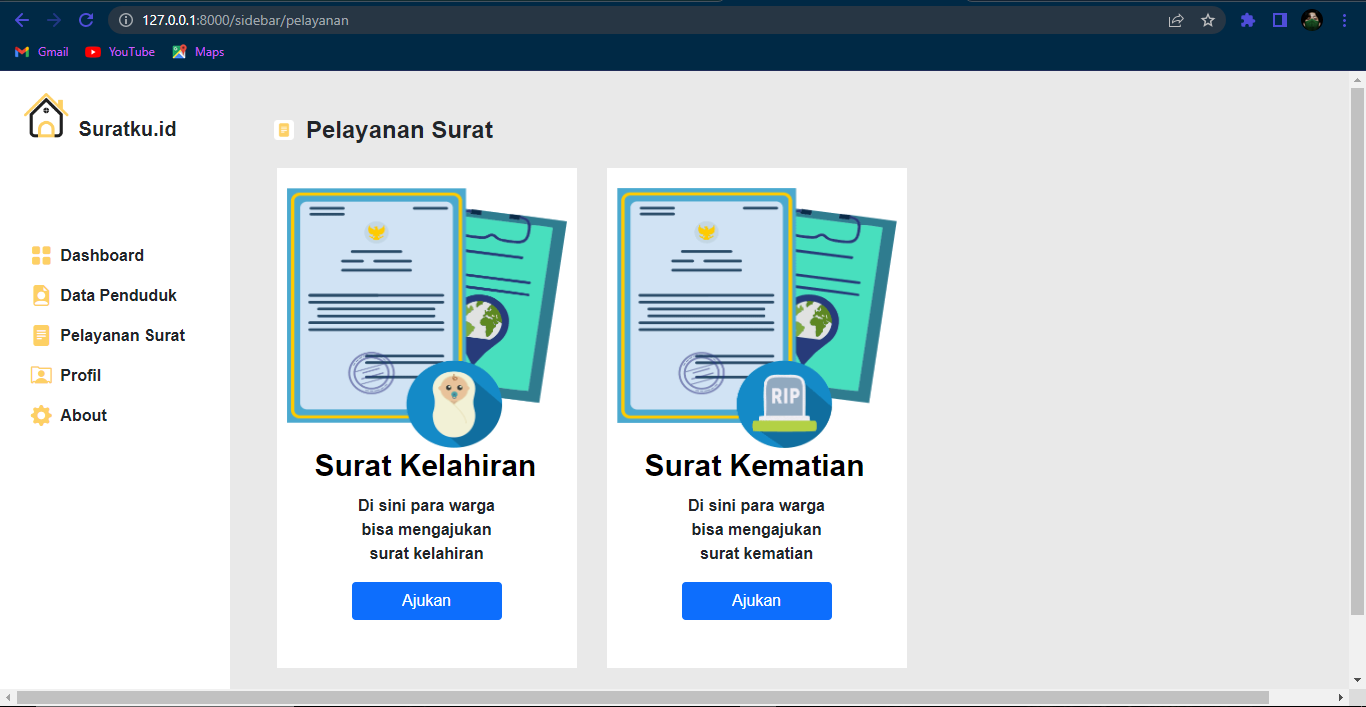 127.0.0.1:8000/sidebar/pelayanan
Gmail YouTube Maps
Suratku.id
Dashboard
Data Penduduk
Pelayanan Surat
Profil
About
Pelayanan Surat
Surat Kelahiran
Di sini para warga
bisa mengajukan
surat kelahiran
Ajukan
RIP
Surat Kematian
Di sini para warga
bisa mengajukan
surat kematian
Ajukan